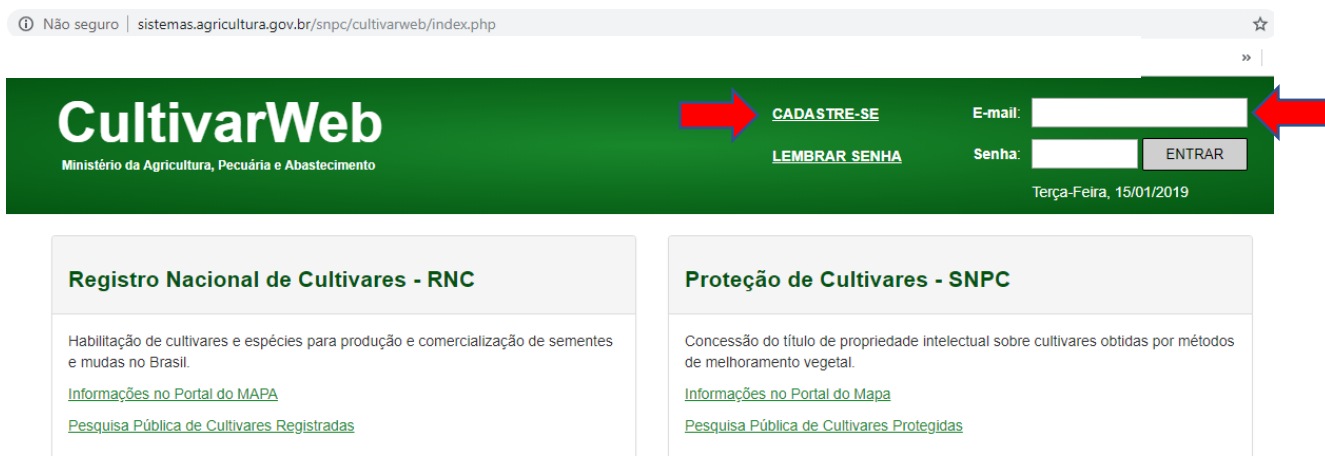 Não seguro | sistemas.agricultura.gov.br/snpc/cultivarweb/index.php
»
CultivarWeb
Ministério da Agricultura, Pecuária e Abastecimento
CADASTRE-SE
LEMBRAR SENHA
E-mail:
Senha:
ENTRAR
Terça-Feira, 15/01/2019
Registro Nacional de Cultivares - RNC
Habilitação de cultivares e espécies para produção e comercialização de sementes
e mudas no Brasil.
Informações no Portal do MAPA
Pesquisa Pública de Cultivares Registradas
Proteção de Cultivares - SNPC
Concessão do título de propriedade intelectual sobre cultivares obtidas por métodos
de melhoramento vegetal.
Informações no Portal do Mapa
Pesquisa Pública de Cultivares Protegidas